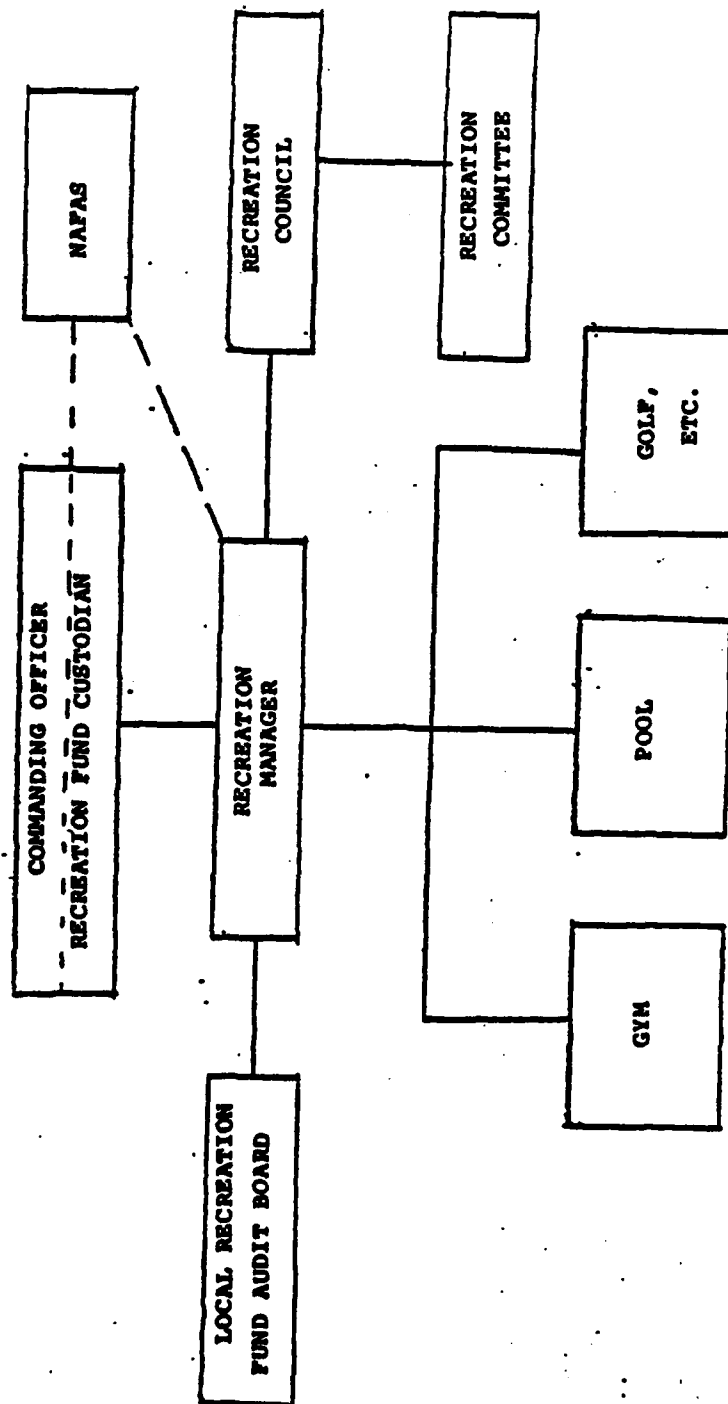 COMMANDING OFFICER
RECREATION FUND CUSTODIAN
NAFAS
LOCAL RECREATION
FUND AUDIT BOARD
RECREATION
MANAGER
RECREATION
COUNCIL
RECREATION
COMMITTEE
GYM
POOL
GOLF,
ETC.